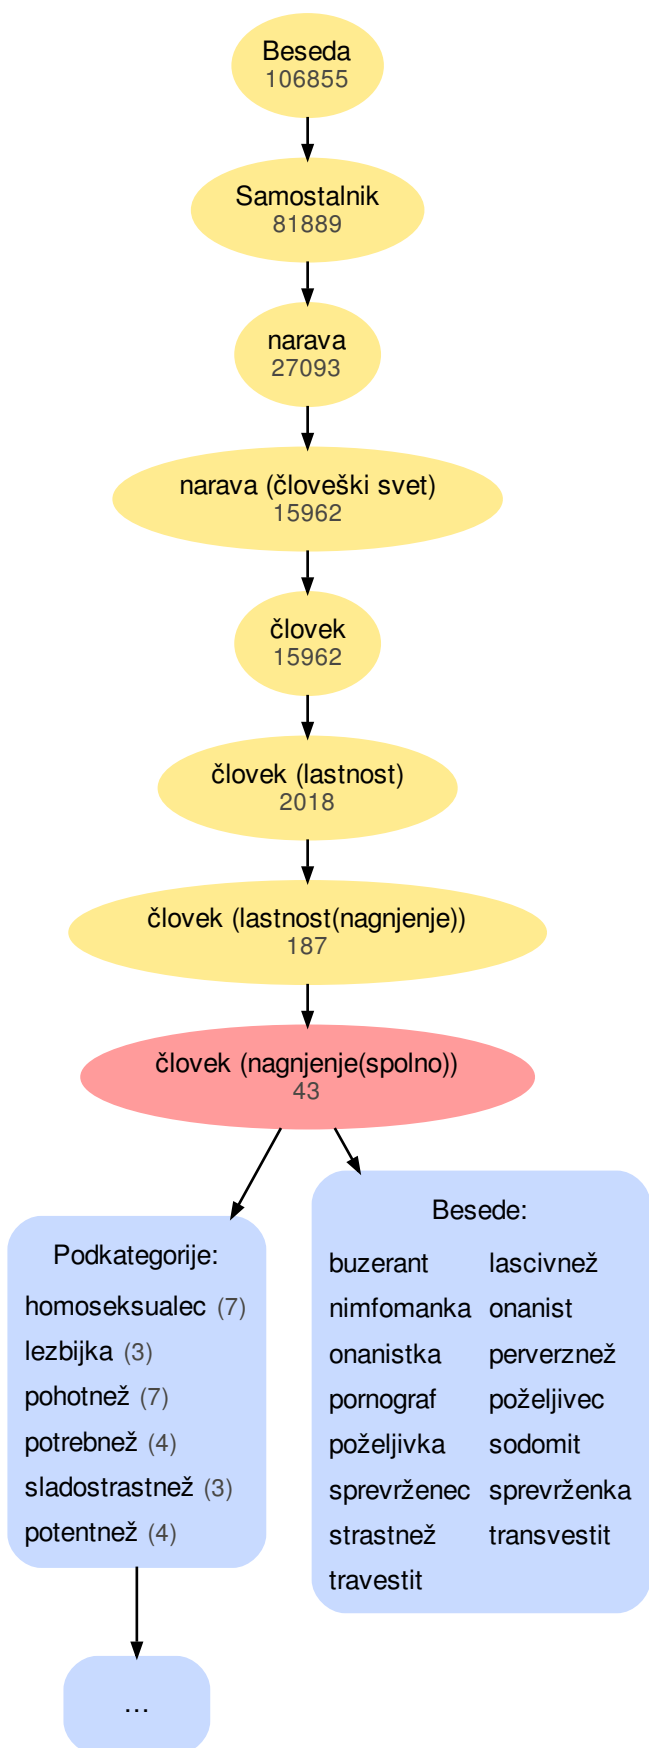 Beseda
106855
Samostalnik
81889
narava
27093
narava (človeški svet)
15962
človek
15962
človek (lastnost)
2018
človek (lastnost(nagnjenje))
187
človek (nagnjenje(spolno))
43
Podkategorije:
homoseksualec (7)
lezbijka (3)
pohotnež (7)
potrebnež (4)
sladostrastnež (3)
potentnež (4)
...
Besede:
buzerant lascivnež
nimfomanka onanist
onanistka perverznež
pornograf poželjivec
poželjivka sodomit
sprevrženec sprevrženka
strastnež transvestit
travestit